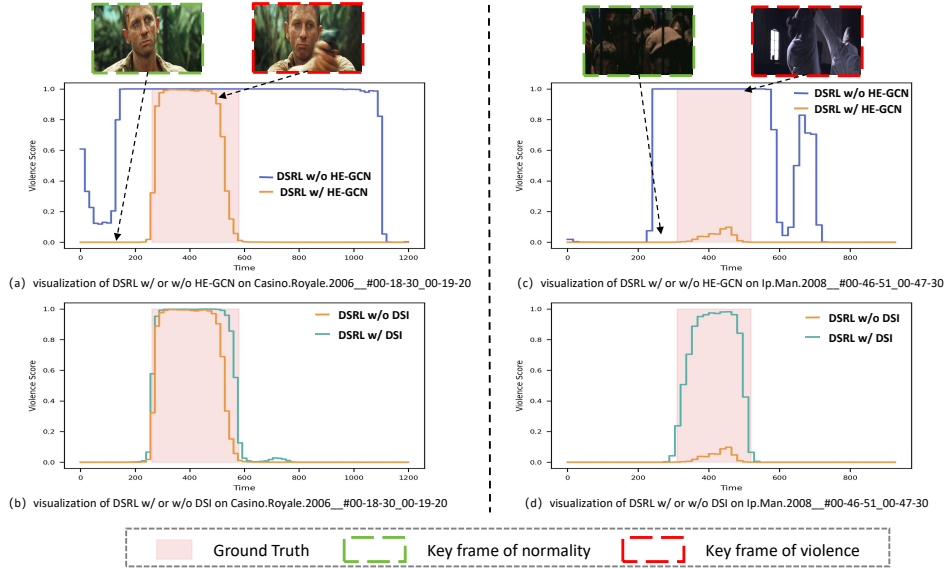 1.0
0.8
0.6
0.4
0.2
0.0
Violence Score
DSRL w/o HE-GCN
DSRL w/ HE-GCN
0 200 400 600 800 1000 1200
Time
(a) visualization of DSRL w/ or w/o HE-GCN on Casino.Royale.2006__#00-18-30_00-19-20
1.0
0.8
0.6
0.4
0.2
0.0
Violence Score
DSRL w/o DSI
DSRL w/ DSI
0 200 400 600 800 1000 1200
Time
(b) visualization of DSRL w/ or w/o DSI on Casino.Royale.2006__#00-18-30_00-19-20
1.0
0.8
0.6
0.4
0.2
0.0
Violence Score
DSRL w/o HE-GCN
DSRL w/ HE-GCN
0 200 400 600 800
Time
(c) visualization of DSRL w/ or w/o HE-GCN on Ip.Man.2008__#00-46-51_00-47-30
1.0
0.8
0.6
0.4
0.2
0.0
Violence Score
DSRL w/o DSI
DSRL w/ DSI
0 200 400 600 800
Time
(d) visualization of DSRL w/ or w/o DSI on Ip.Man.2008__#00-46-51_00-47-30
Ground Truth Key frame of normality Key frame of violence